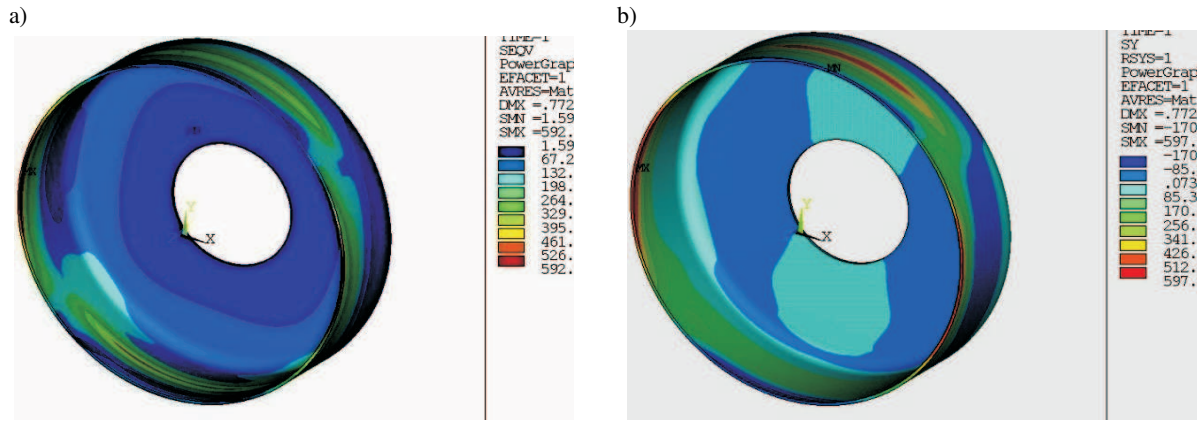 a)
b)
TIME=1
SEQV
PowerGrap
EFACET=1
AVRES=Mat
DMX =.772
SMN =1.59
SMX =592.
1.59
67.2
132.
198.
264.
329.
395.
461.
526.
592.
MX
Y
X
TIME=1
SY
RSYS=1
PowerGrap
EFACET=1
AVRES=Mat
DMX =.772
SMN =-170
SMX =597.
-170
-85.
.073
85.3
170.
256.
341.
426.
512.
597.
MN
MX
Y
X